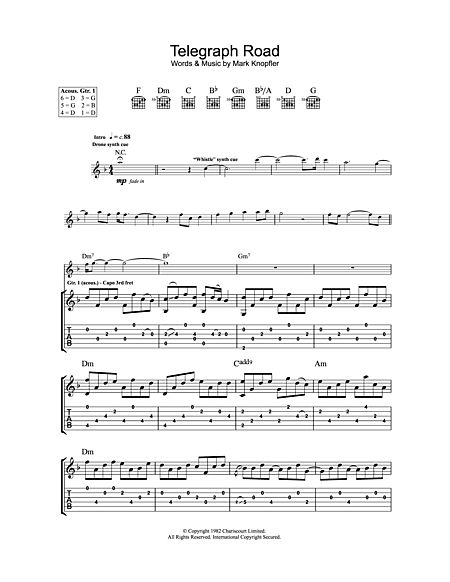 Telegraph Road
Words & Music by Mark Knopfler
Acous. Gtr. 1
6 = D 3 = G
5 = G 2 = B
4 = D 1 = D
F Dm C B♭ Gm B♭/A D G
Intro ♩ = c.88
Drone synth cue
N.C.
"Whistle" synth cue
mp fade in
Dm7 B♭ Gm7
Gtr. 1 (acous.) - Capo 3rd fret
Dm Cadd9 Am
Dm
© Copyright 1982 Chariscourt Limited.
All Rights Reserved. International Copyright Secured.